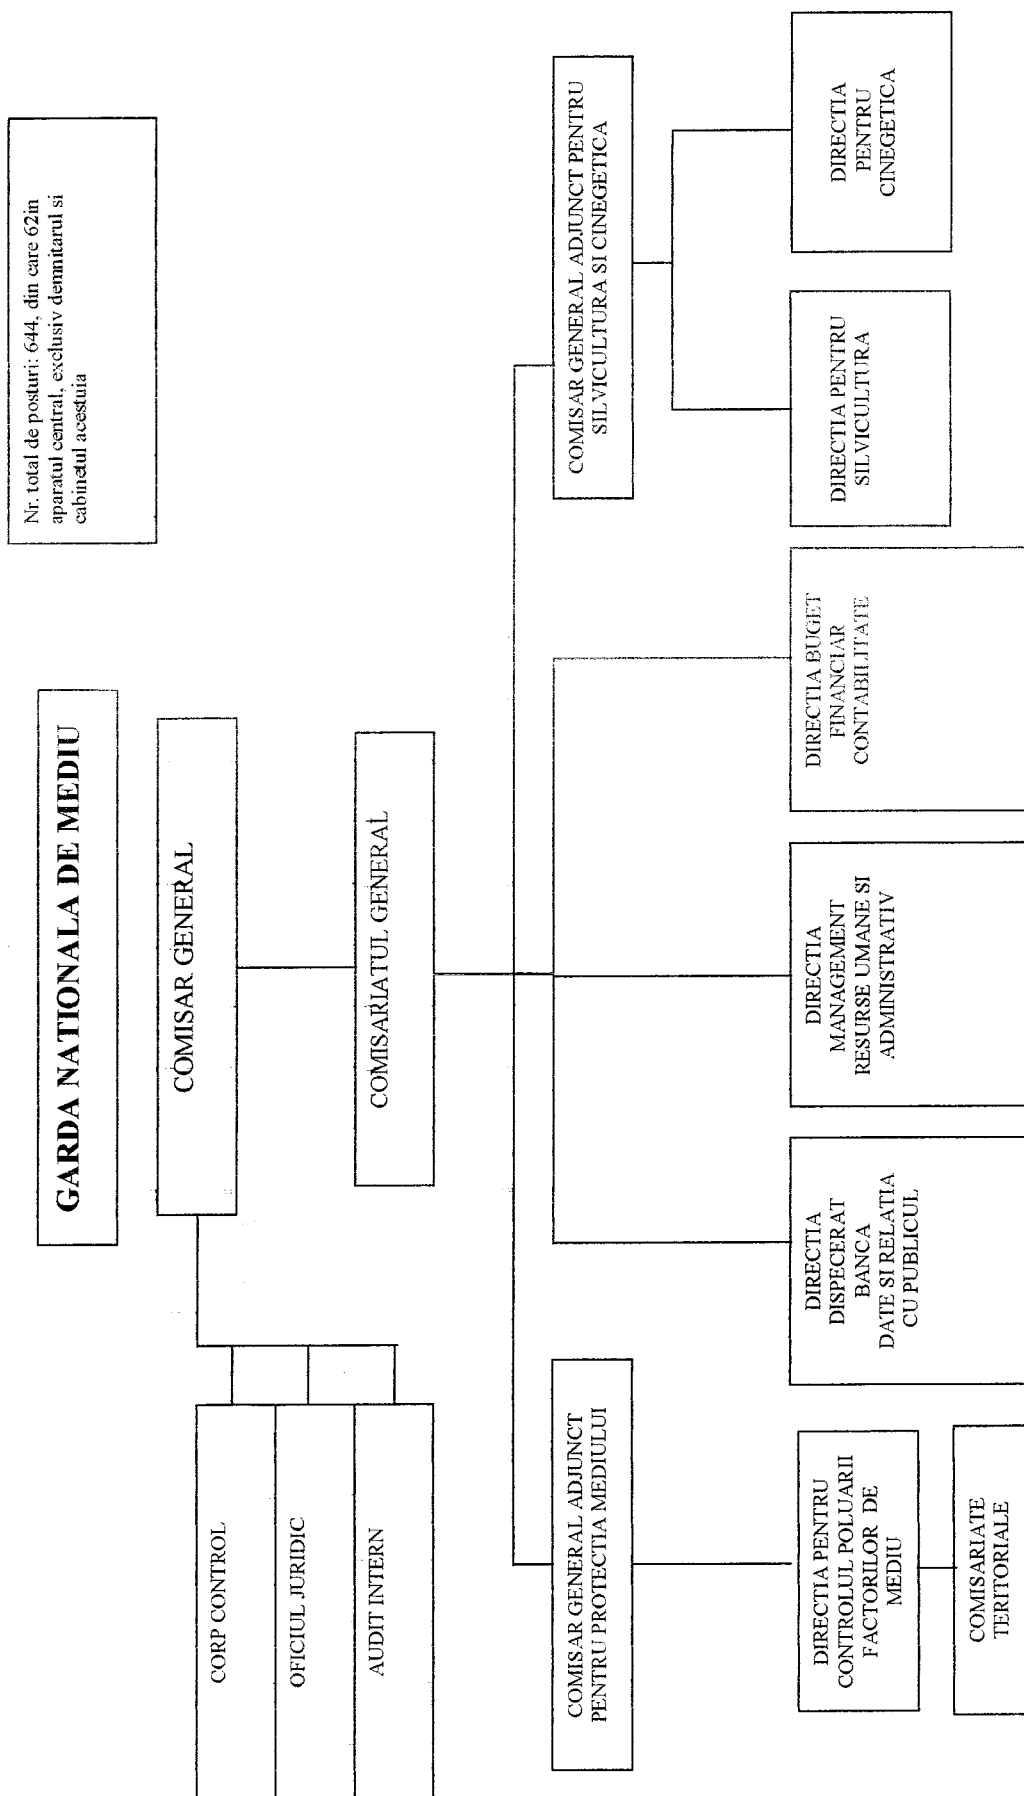 Nr. total de posturi: 644, din care 62in
aparatul central, exclusiv demnitarul si
cabinetul acestuia
GARDA NATIONALA DE MEDIU
COMISAR GENERAL
CORP CONTROL
OFICIUL JURIDIC
AUDIT INTERN
COMISARIATUL GENERAL
COMISAR GENERAL ADJUNCT
PENTRU PROTECTIA MEDIULUI
COMISAR GENERAL ADJUNCT PENTRU
SILVICULTURA SI CINEGETICA
DIRECTIA PENTRU
CONTROLUL POLUARII
FACTORILOR DE
MEDIU
COMISARIATE
TERITORIALE
DIRECTIA
DISPECERAT
BANCA
DATE SI RELATIA
CU PUBLICUL
DIRECTIA
MANAGEMENT
RESURSE UMANE SI
ADMINISTRATIV
DIRECTIA BUGET
FINANCIAR
CONTABILITATE
DIRECTIA PENTRU
SILVICULTURA
DIRECTIA
PENTRU
CINEGETICA